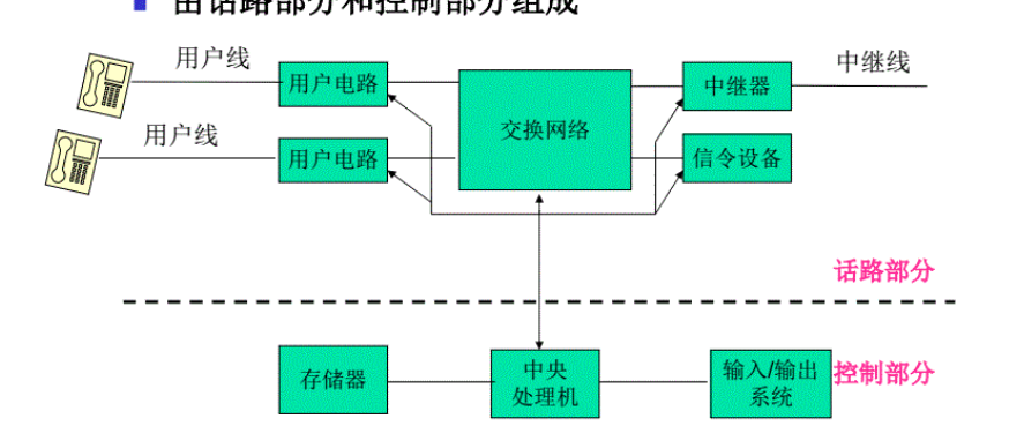 由话路部分和控制部分组成
用户线
用户电路
交换网络
中继器
中继线
用户线
用户电路
信令设备
话路部分
存储器
中央
处理机
输入/输出
系统
控制部分